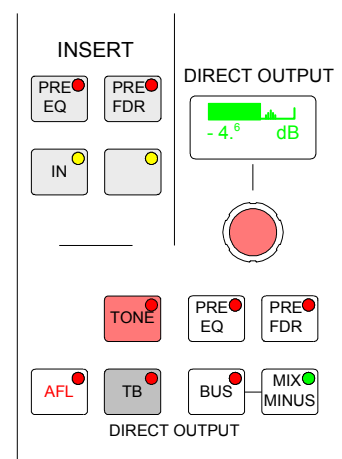 INSERT
PRE
EQ
PRE
FDR
IN
DIRECT OUTPUT
- 4.⁶ dB
TONE
PRE
EQ
PRE
FDR
AFL
TB
BUS
MIX
MINUS
DIRECT OUTPUT